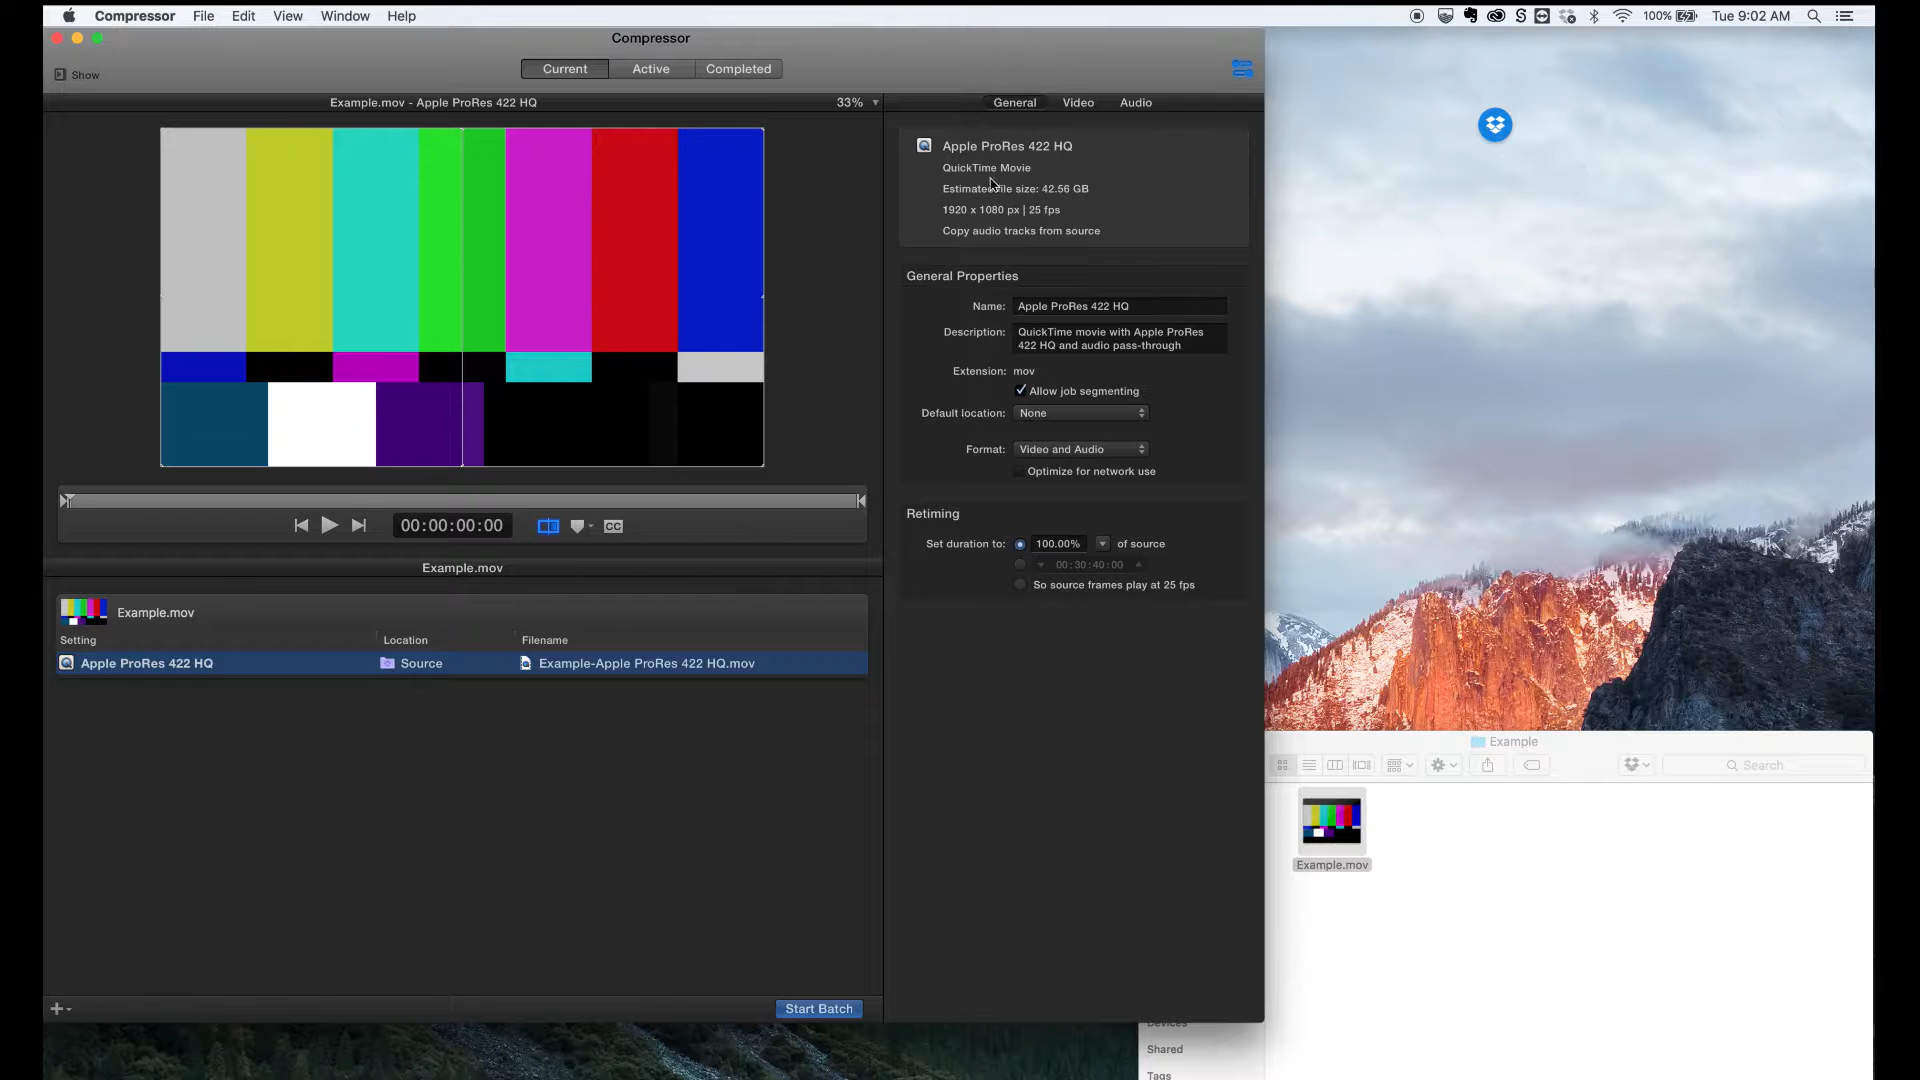 Compressor File Edit View Window Help
100% Tue 9:02 AM
Compressor
Show
Current Active Completed
Example.mov - Apple ProRes 422 HQ 33%
General Video Audio
Apple ProRes 422 HQ
QuickTime Movie
Estimated file size: 42.56 GB
1920 x 1080 px | 25 fps
Copy audio tracks from source
General Properties
Name: Apple ProRes 422 HQ
Description: QuickTime movie with Apple ProRes
422 HQ and audio pass-through
Extension: mov
Allow job segmenting
Default location: None
Format: Video and Audio
Optimize for network use
Retiming
Set duration to: 100.00% of source
00:30:40:00
So source frames play at 25 fps
00:00:00:00 CC
Example.mov
Example.mov
Setting Location Filename
Apple ProRes 422 HQ Source Example-Apple ProRes 422 HQ.mov
Start Batch
Example
Search
Example.mov
Devices
Shared
Tags